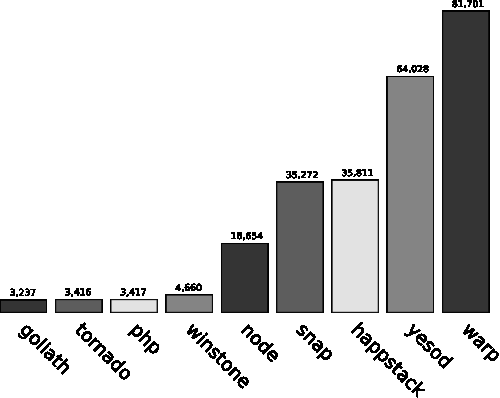 81,701
64,028
35,272
35,811
18,654
3,237
3,416
3,417
4,660
goliath
tornado
php
winstone
node
snap
happstack
yesod
warp